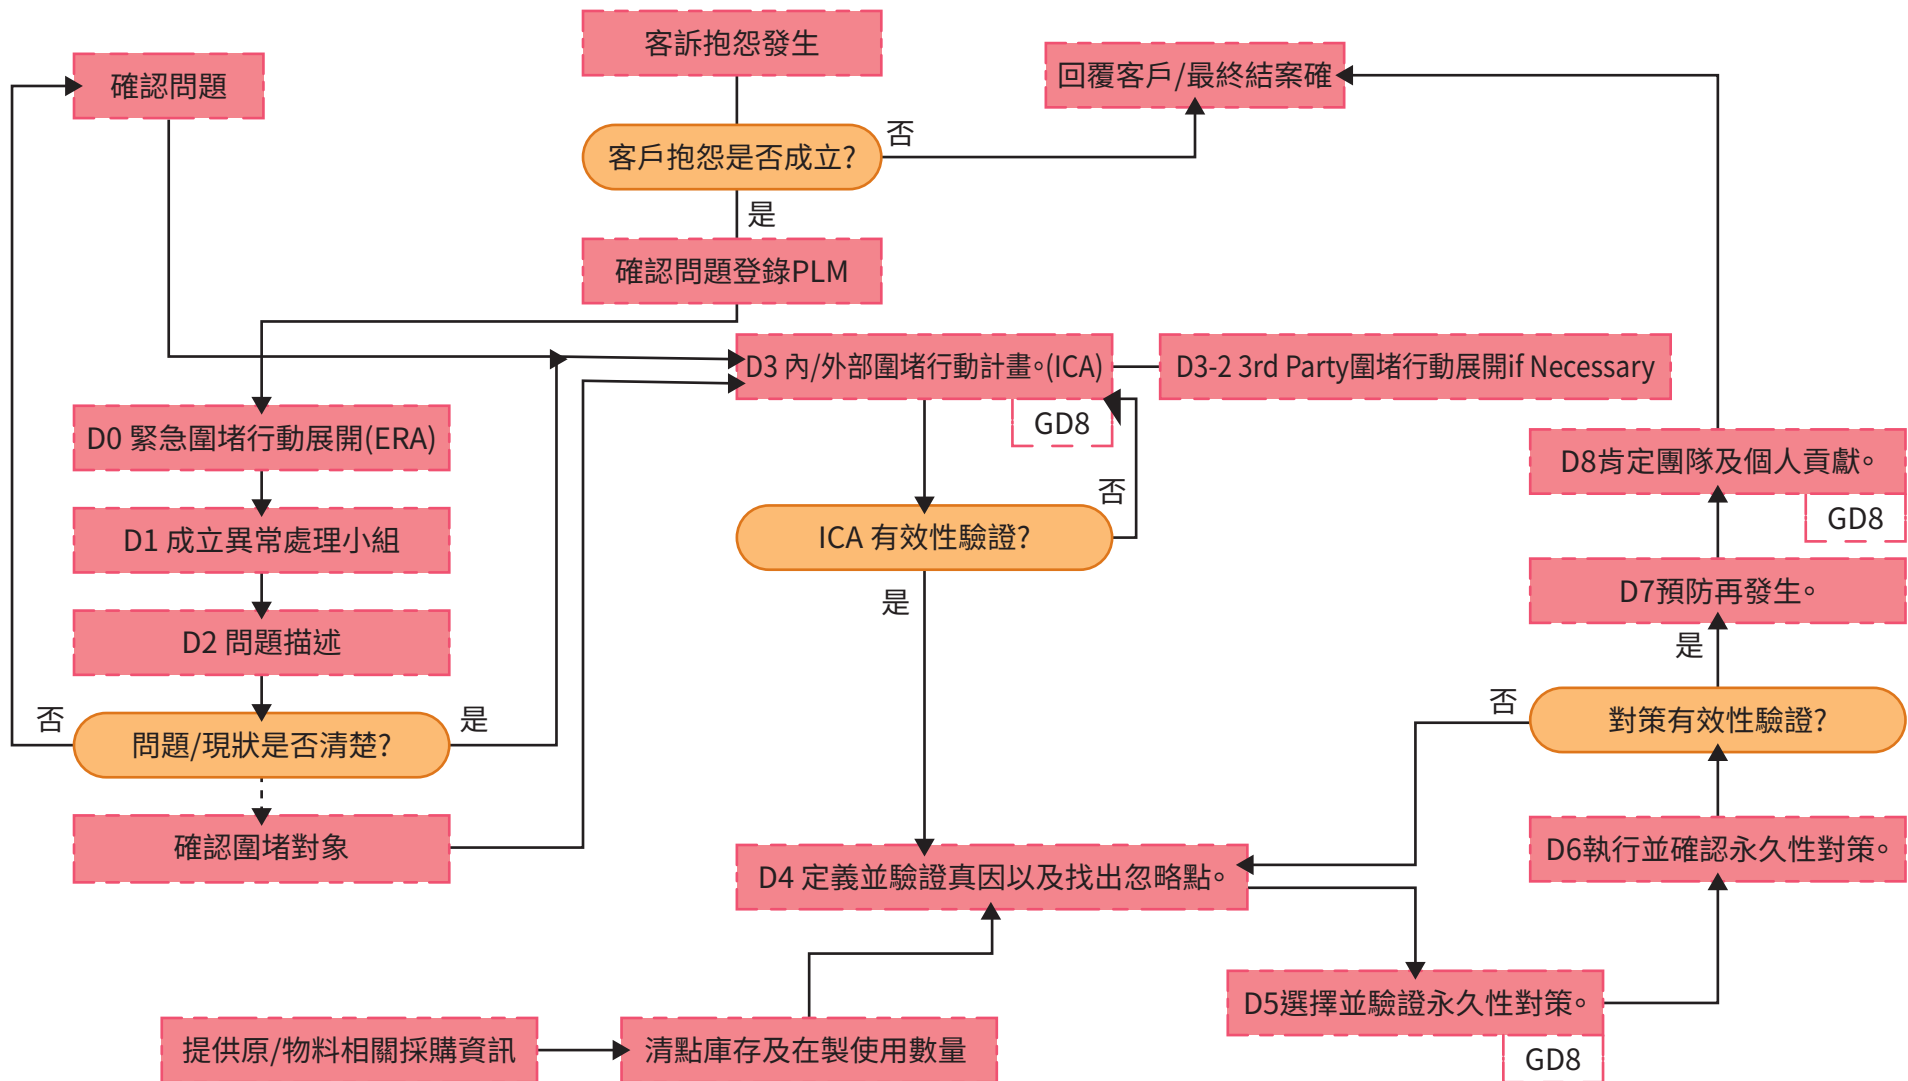 客訴抱怨發生
確認問題
回覆客戶/最終結案確
客戶抱怨是否成立?
否
是
確認問題登錄PLM
D3 內/外部圍堵行動計畫。(ICA)
D3-2 3rd Party圍堵行動展開if Necessary
GD8
D0 緊急圍堵行動展開(ERA)
D1 成立異常處理小組
D2 問題描述
否
問題/現狀是否清楚?
是
確認圍堵對象
ICA 有效性驗證?
否
是
D8肯定團隊及個人貢獻。
GD8
D7預防再發生。
是
否
對策有效性驗證?
D6執行並確認永久性對策。
D4 定義並驗證真因以及找出忽略點。
D5選擇並驗證永久性對策。
GD8
提供原/物料相關採購資訊
清點庫存及在製使用數量